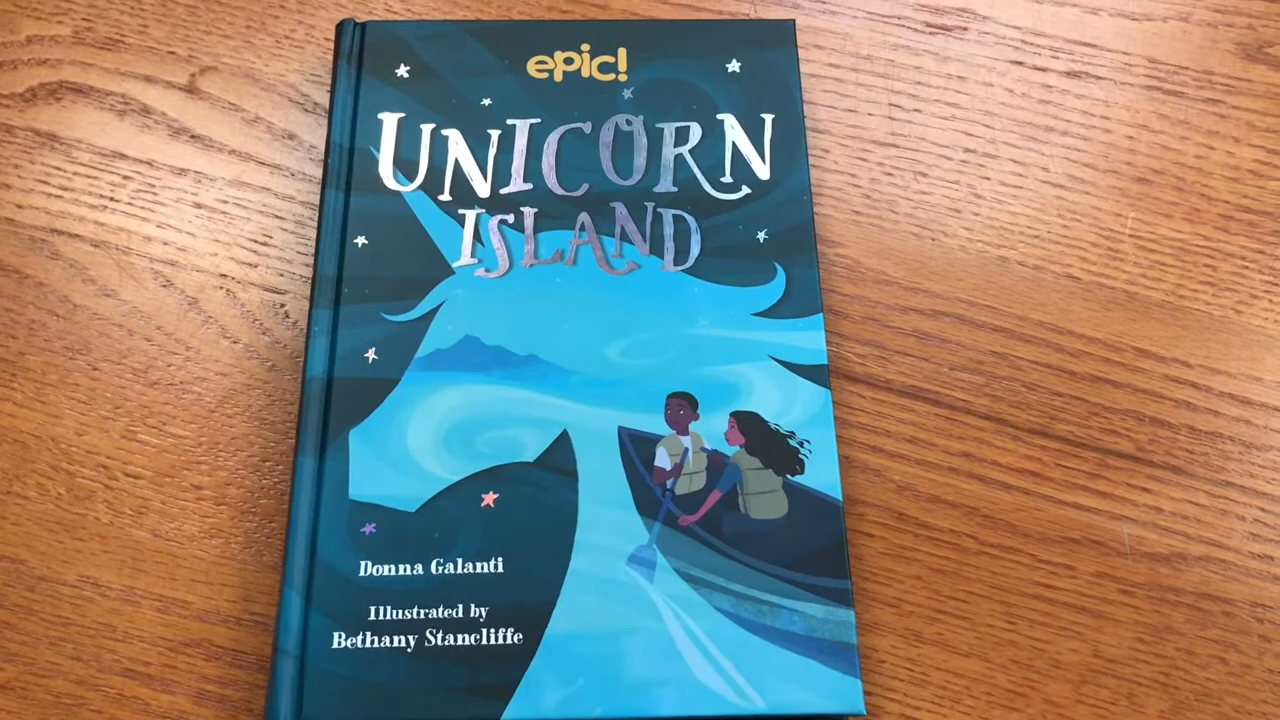 epic!
UNICORN
ISLAND
Donna Galanti
Illustrated by
Bethany Stancliffe